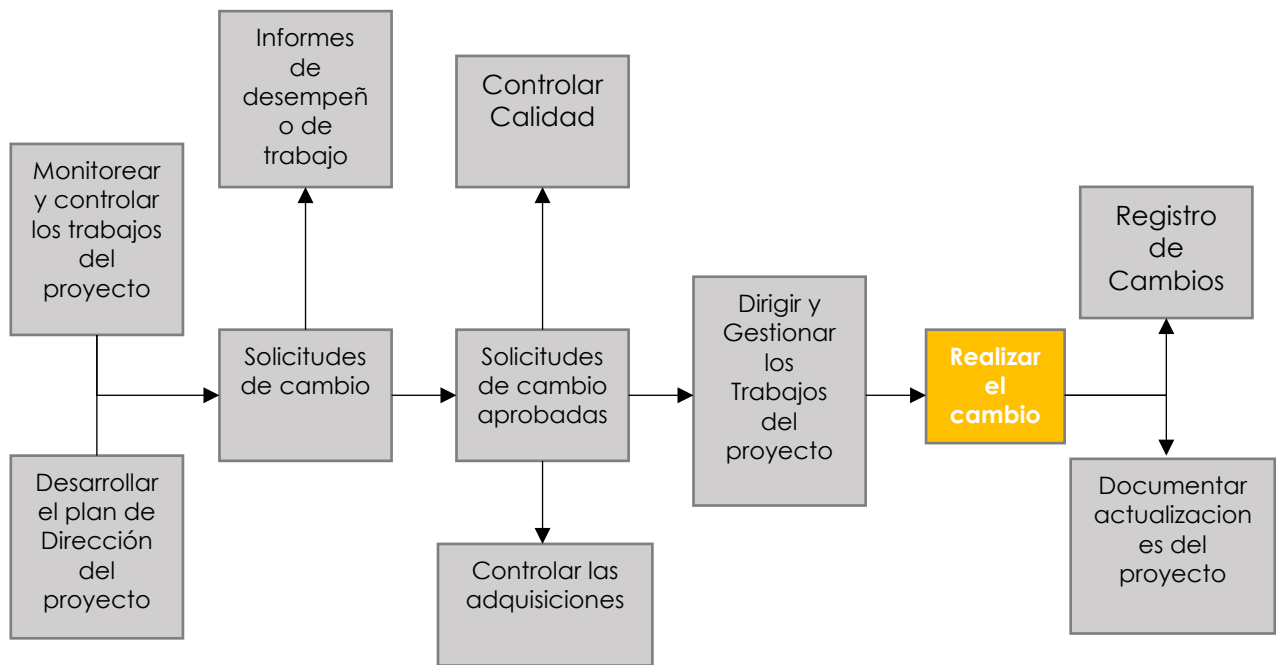 Informes
de
desempeñ
o de
trabajo
Controlar
Calidad
Monitorear
y controlar
los trabajos
del
proyecto
Registro
de
Cambios
Solicitudes
de cambio
Solicitudes
de cambio
aprobadas
Dirigir y
Gestionar
los
Trabajos
del
proyecto
Realizar
el
cambio
Desarrollar
el plan de
Dirección
del
proyecto
Controlar las
adquisiciones
Documentar
actualizacion
es del
proyecto